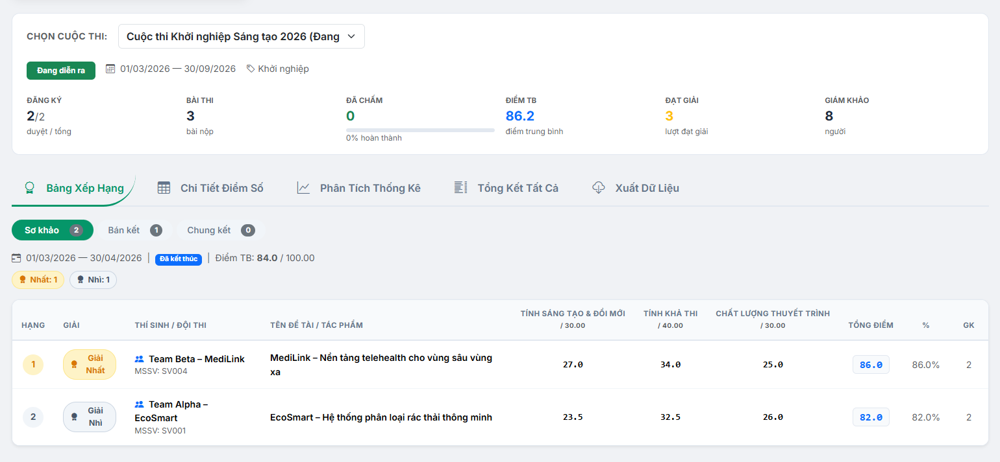 CHỌN CUỘC THI: Cuộc thi Khởi nghiệp Sáng tạo 2026 (Đang
Đang diễn ra 01/03/2026 — 30/09/2026 Khởi nghiệp
ĐĂNG KÝ BÀI THI ĐÃ CHẤM ĐIỂM TB ĐẠT GIẢI GIÁM KHẢO
2/2 3 0 86.2 3 8
duyệt / tổng bài nộp 0% hoàn thành điểm trung bình lượt đạt giải người
Bảng Xếp Hạng Chi Tiết Điểm Số Phân Tích Thống Kê Tổng Kết Tất Cả Xuất Dữ Liệu
Sơ khảo 2 Bán kết 1 Chung kết 0
01/03/2026 — 30/04/2026 | Đã kết thúc | Điểm TB: 84.0 / 100.00
Nhất: 1 Nhì: 1
HẠNG GIẢI THÍ SINH / ĐỘI THI TÊN ĐỀ TÀI / TÁC PHẨM TÍNH SÁNG TẠO & ĐỔI MỚI / 30.00 TÍNH KHẢ THI / 40.00 CHẤT LƯỢNG THUYẾT TRÌNH / 30.00 TỔNG ĐIỂM % GK
1 Giải Nhất Team Beta – MediLink MediLink – Nền tảng telehealth cho vùng sâu vùng xa 27.0 34.0 25.0 86.0 86.0% 2
MSSV: SV004
2 Giải Nhì Team Alpha – EcoSmart EcoSmart – Hệ thống phân loại rác thải thông minh 23.5 32.5 26.0 82.0 82.0% 2
MSSV: SV001